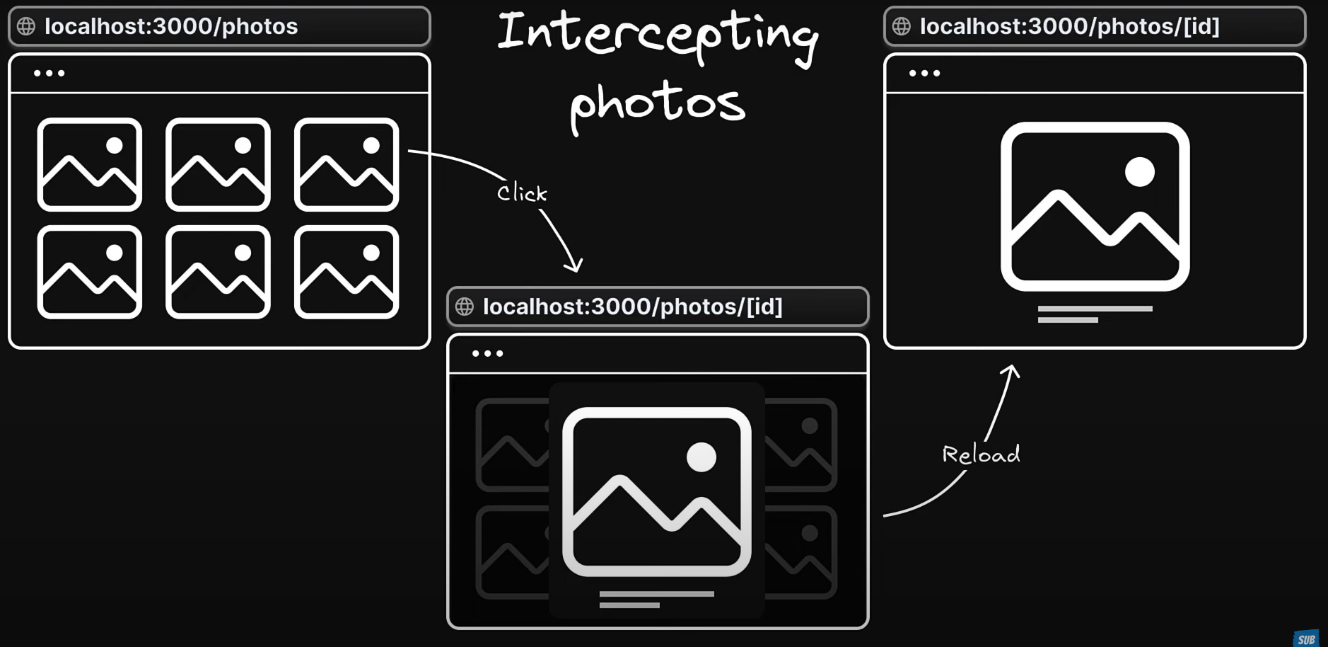 localhost:3000/photos
Intercepting
photos
localhost:3000/photos/[id]
Click
localhost:3000/photos/[id]
Reload
SUB